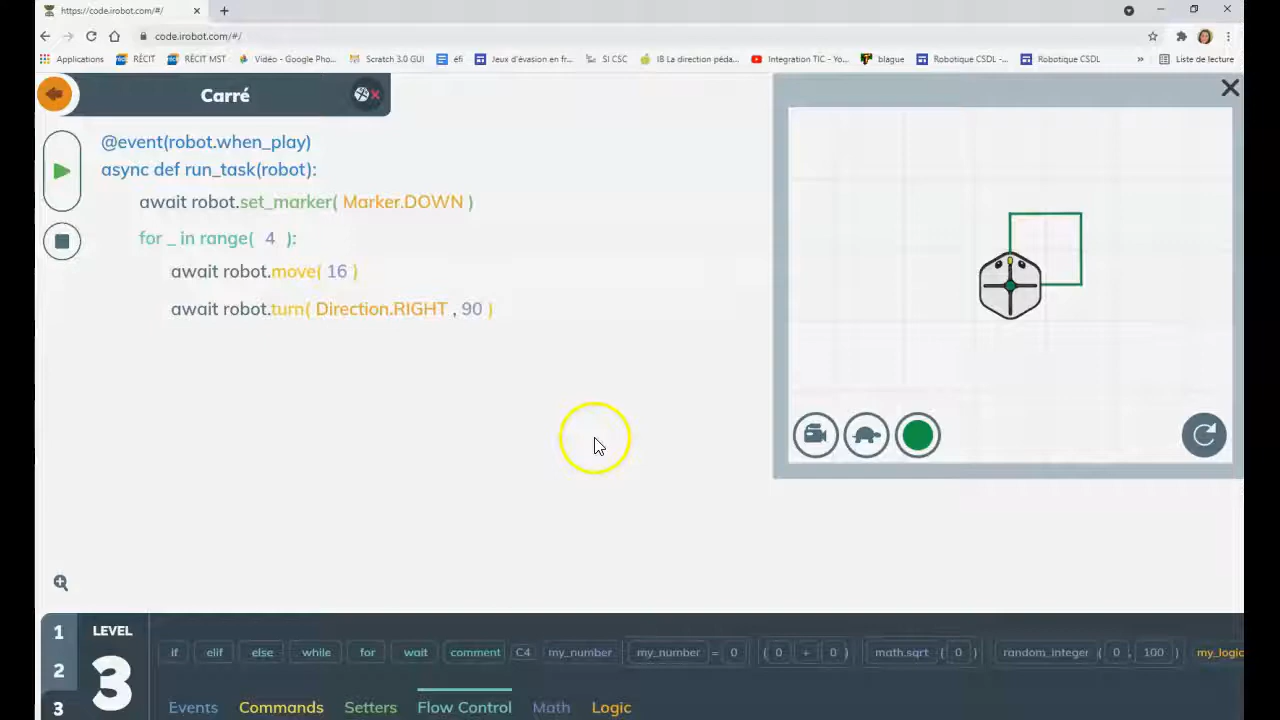 https://code.irobot.com/#/
code.irobot.com/#/
Applications RÉCIT RÉCIT MST Vidéo - Google Pho... Scratch 3.0 GUI éfi Jeux d'évasion en fr... SI CSC IB La direction péda... Integration TIC - Yo... blague Robotique CSDL -... Robotique CSDL » Liste de lecture
Carré
@event(robot.when_play)
async def run_task(robot):
await robot.set_marker( Marker.DOWN )
for _ in range( 4 ):
await robot.move( 16 )
await robot.turn( Direction.RIGHT , 90 )
1
2
3
LEVEL
3
if elif else while for wait comment C4 my_number my_number = 0 ( 0 + 0 ) math.sqrt ( 0 ) random_integer ( 0 , 100 ) my_logic
Events Commands Setters Flow Control Math Logic